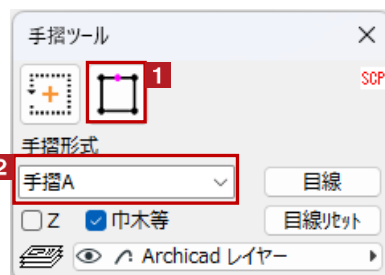 手摺ツール
1
SCP
手摺形式
2
手摺A
目線
Z
巾木等
目線リセット
Archicad レイヤー